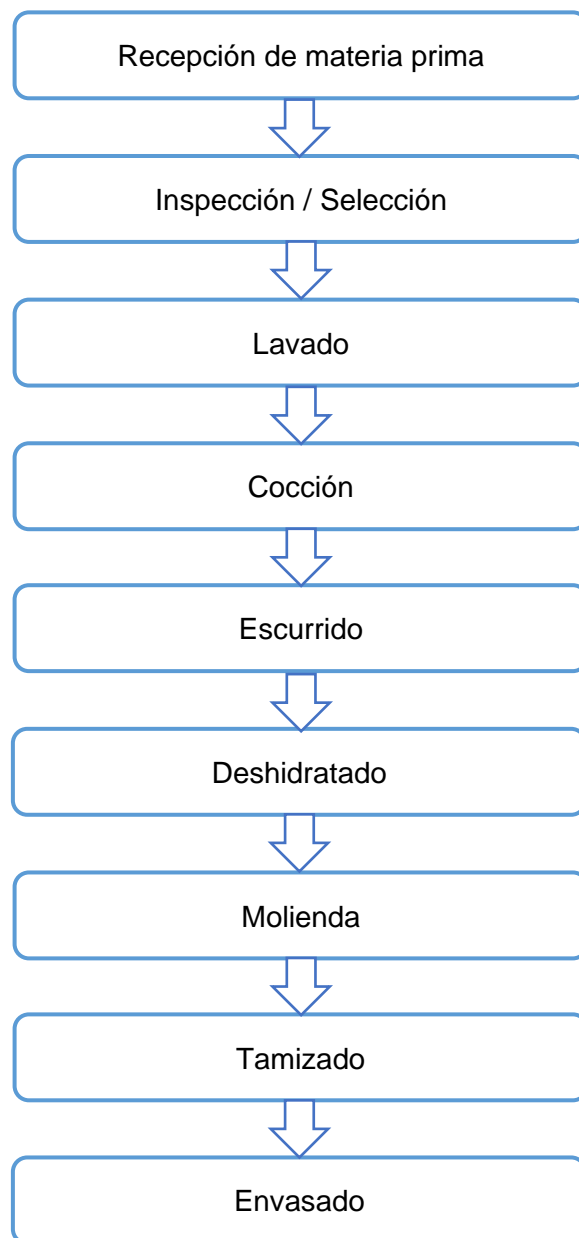 Recepción de materia prima
Inspección / Selección
Lavado
Cocción
Escurrido
Deshidratado
Molienda
Tamizado
Envasado